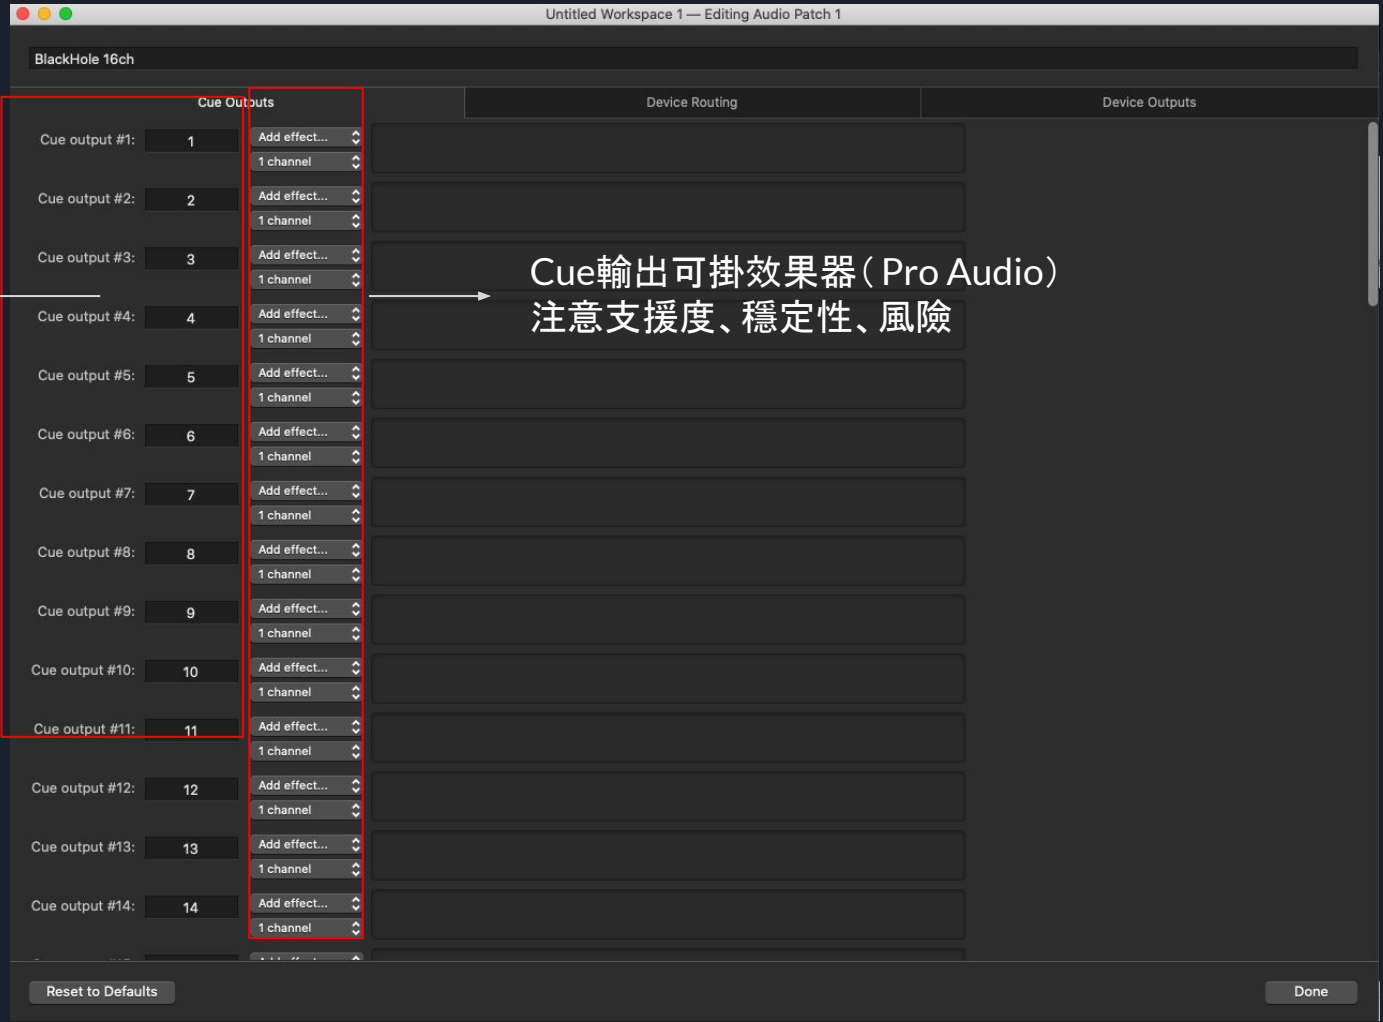 Untitled Workspace 1 — Editing Audio Patch 1
BlackHole 16ch
Cue Outputs
Device Routing
Device Outputs
Cue output #1:
1
Add effect...
1 channel
Cue output #2:
2
Add effect...
1 channel
Cue output #3:
3
Add effect...
1 channel
Cue輸出可掛效果器（Pro Audio）
注意支援度、穩定性、風險
Cue output #4:
4
Add effect...
1 channel
Cue output #5:
5
Add effect...
1 channel
Cue output #6:
6
Add effect...
1 channel
Cue output #7:
7
Add effect...
1 channel
Cue output #8:
8
Add effect...
1 channel
Cue output #9:
9
Add effect...
1 channel
Cue output #10:
10
Add effect...
1 channel
Cue output #11:
11
Add effect...
1 channel
Cue output #12:
12
Add effect...
1 channel
Cue output #13:
13
Add effect...
1 channel
Cue output #14:
14
Add effect...
1 channel
Reset to Defaults
Done